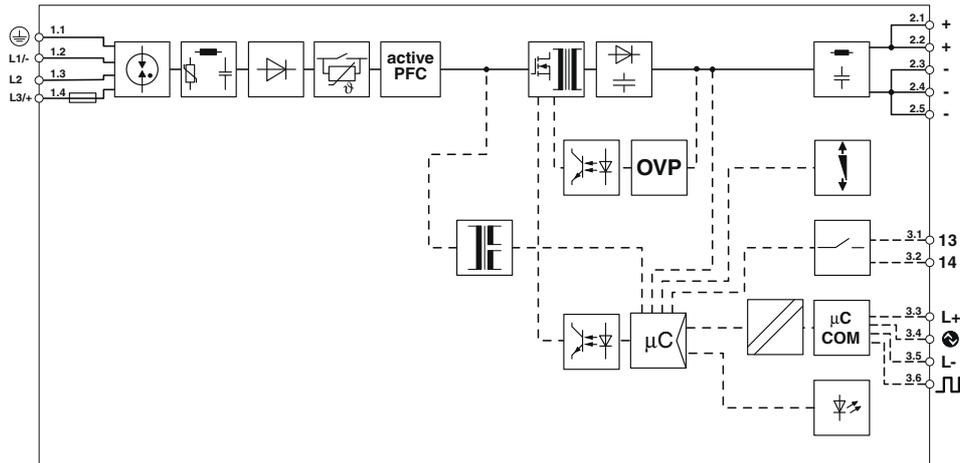 1.1
L1/-
1.2
L2
1.3
L3/+
1.4
ϑ
active
PFC
2.1
+
2.2
+
2.3
-
2.4
-
2.5
-
OVP
3.1
13
3.2
14
µC
µC
COM
3.3
L+
3.4
3.5
L-
3.6